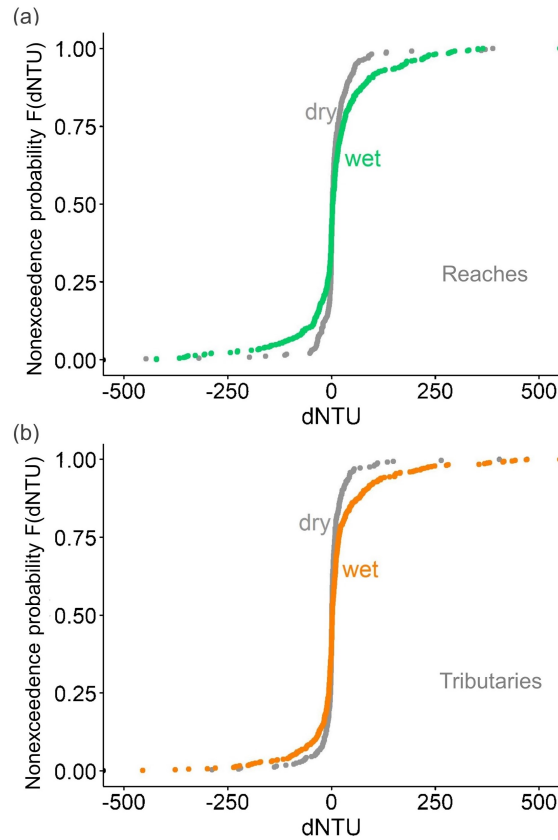 (a)
Nonexceedence probability F(dNTU)
1.00
0.75
0.50
0.25
0.00
dry
wet
Reaches
-500
-250
0
250
500
dNTU
(b)
Nonexceedence probability F(dNTU)
1.00
0.75
0.50
0.25
0.00
dry
wet
Tributaries
-500
-250
0
250
500
dNTU